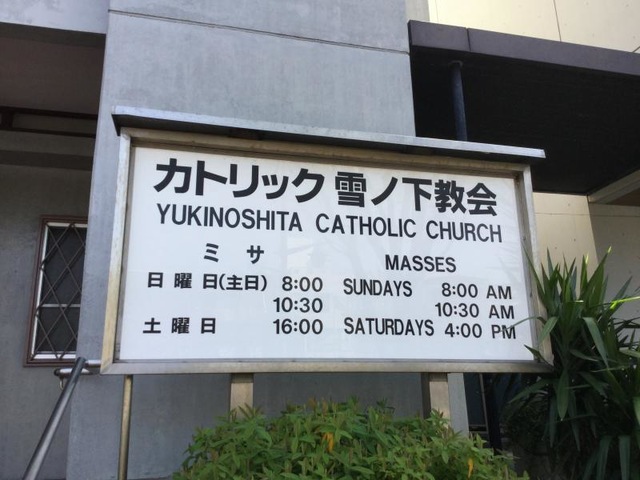 カトリック 雪ノ下教会
YUKINOSHITA CATHOLIC CHURCH
ミサ MASSES
日曜日(主日) 8:00 SUNDAYS 8:00 AM
10:30 10:30 AM
土曜日 16:00 SATURDAYS 4:00 PM